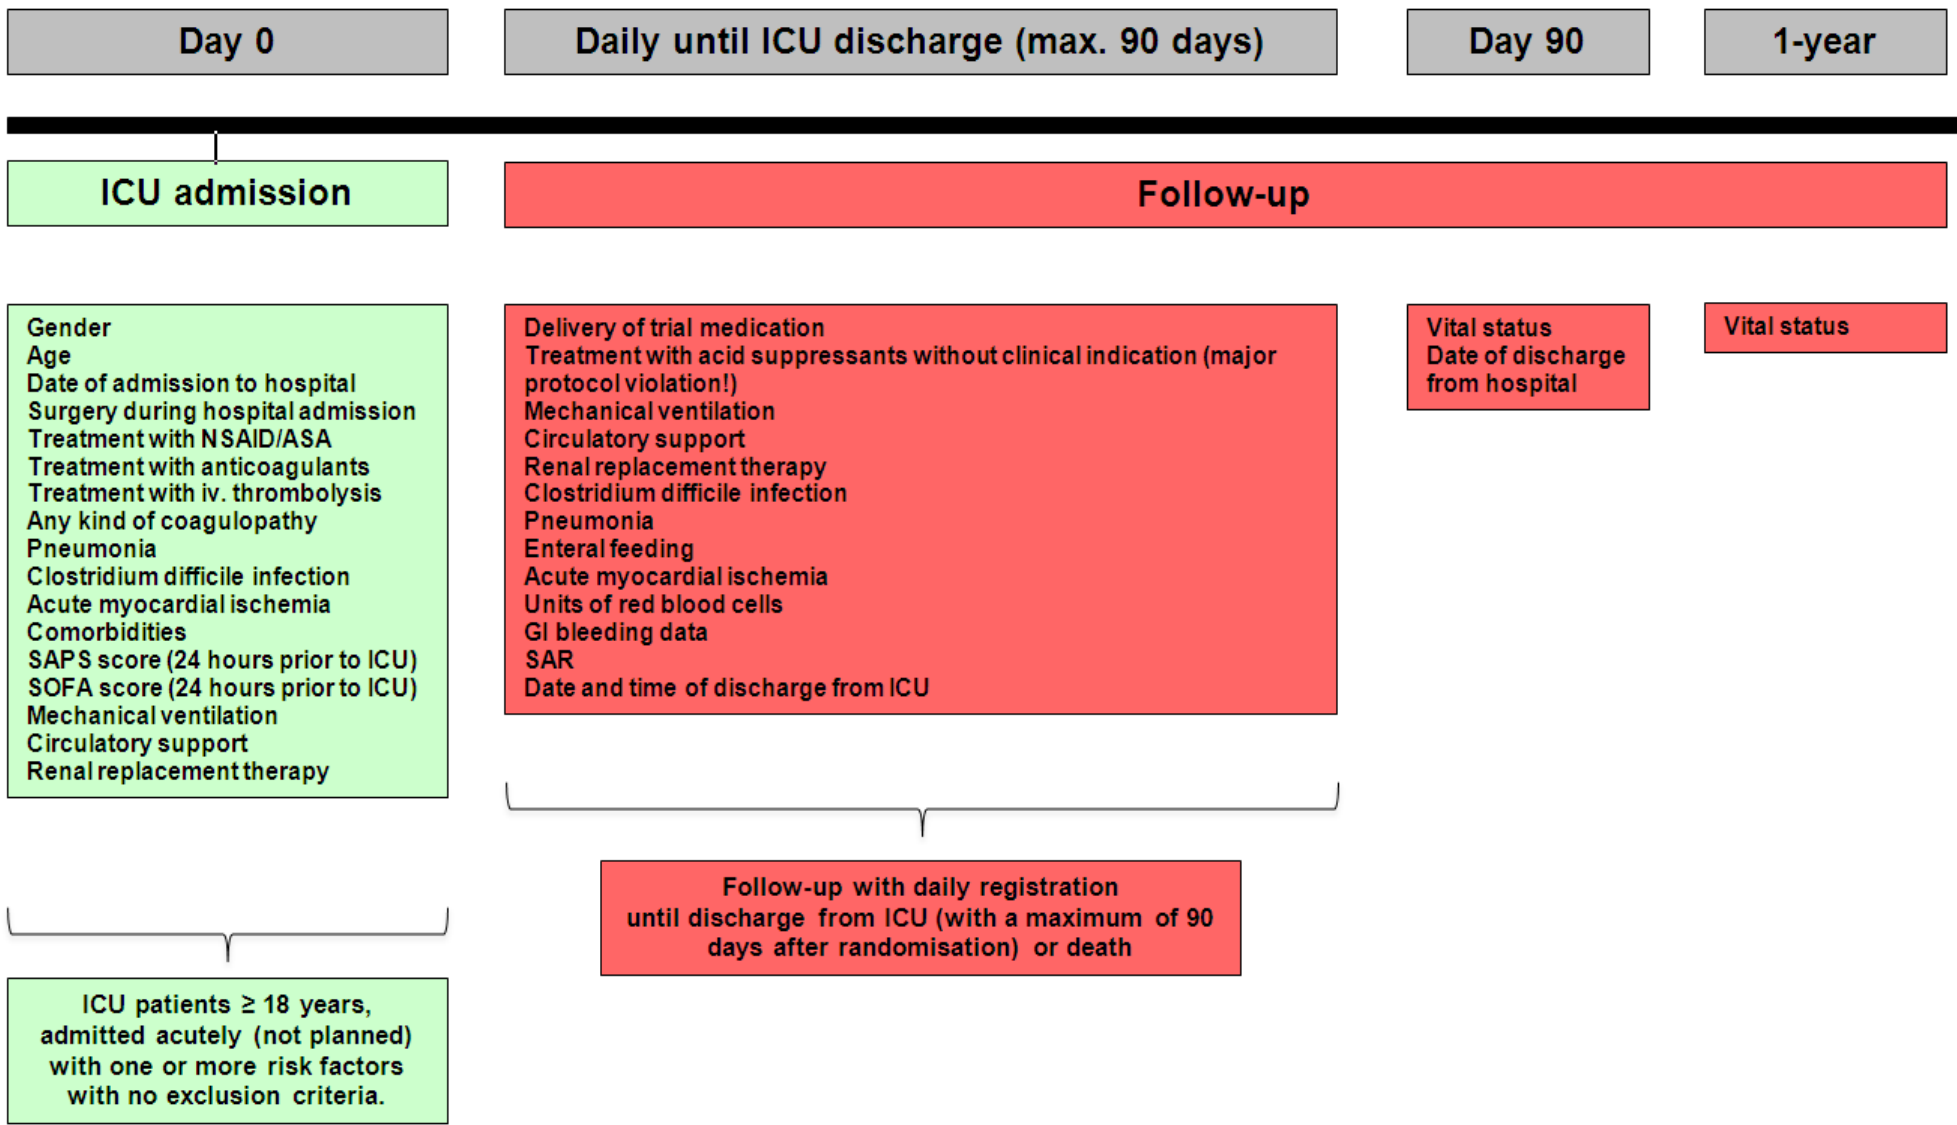 Day 0
Daily until ICU discharge (max. 90 days)
Day 90
1-year
ICU admission
Follow-up
Gender
Age
Date of admission to hospital
Surgery during hospital admission
Treatment with NSAID/ASA
Treatment with anticoagulants
Treatment with iv. thrombolysis
Any kind of coagulopathy
Pneumonia
Clostridium difficile infection
Acute myocardial ischemia
Comorbidities
SAPS score (24 hours prior to ICU)
SOFA score (24 hours prior to ICU)
Mechanical ventilation
Circulatory support
Renal replacement therapy
Delivery of trial medication
Treatment with acid suppressants without clinical indication (major
protocol violation!)
Mechanical ventilation
Circulatory support
Renal replacement therapy
Clostridium difficile infection
Pneumonia
Enteral feeding
Acute myocardial ischemia
Units of red blood cells
GI bleeding data
SAR
Date and time of discharge from ICU
Vital status
Date of discharge
from hospital
Vital status
Follow-up with daily registration
until discharge from ICU (with a maximum of 90
days after randomisation) or death
ICU patients ≥ 18 years,
admitted acutely (not planned)
with one or more risk factors
with no exclusion criteria.